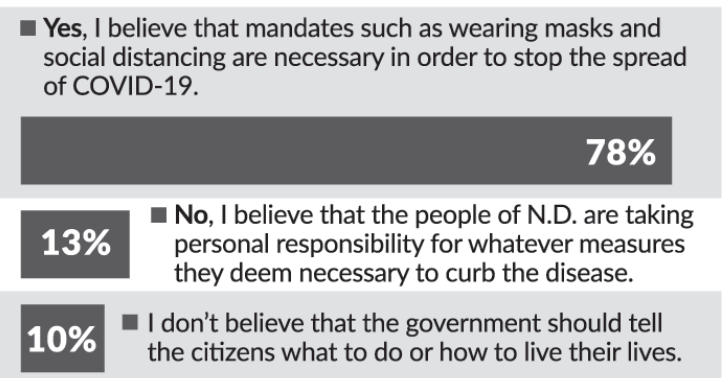 ■ Yes, I believe that mandates such as wearing masks and
social distancing are necessary in order to stop the spread
of COVID-19.
78%
13%
■ No, I believe that the people of N.D. are taking
personal responsibility for whatever measures
they deem necessary to curb the disease.
10%
■ I don’t believe that the government should tell
the citizens what to do or how to live their lives.